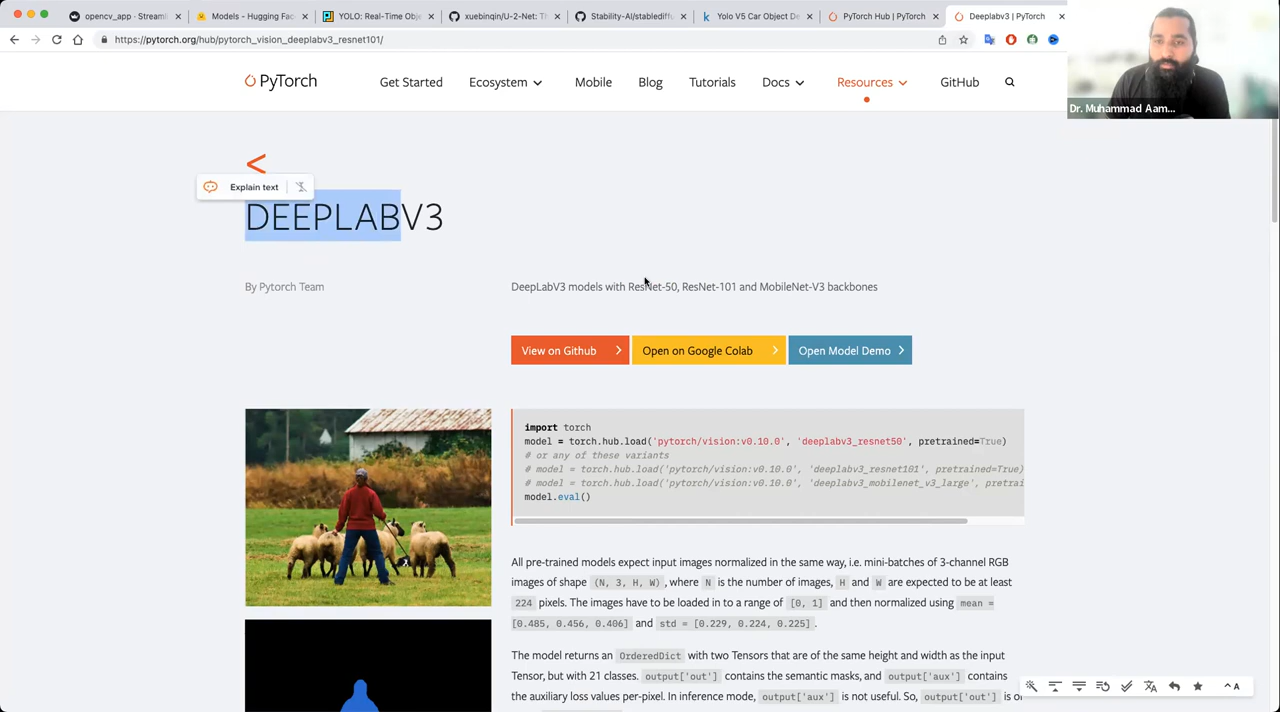 opencv_app · Streaml
Models - Hugging Fac
YOLO: Real-Time Obje
xuebinqin/U-2-Net: Th
Stability-AI/stablediffu
Yolo V5 Car Object De
PyTorch Hub | PyTorch
Deeplabv3 | PyTorch
https://pytorch.org/hub/pytorch_vision_deeplabv3_resnet101/
Dr. Muhammad Aam...
PyTorch
Get Started
Ecosystem
Mobile
Blog
Tutorials
Docs
Resources
GitHub
<
Explain text
DEEPLABV3
By Pytorch Team
DeepLabV3 models with ResNet-50, ResNet-101 and MobileNet-V3 backbones
View on Github
Open on Google Colab
Open Model Demo
import torch
model = torch.hub.load('pytorch/vision:v0.10.0', 'deeplabv3_resnet50', pretrained=True)
# or any of these variants
# model = torch.hub.load('pytorch/vision:v0.10.0', 'deeplabv3_resnet101', pretrained=True)
# model = torch.hub.load('pytorch/vision:v0.10.0', 'deeplabv3_mobilenet_v3_large', pretrai
model.eval()
All pre-trained models expect input images normalized in the same way, i.e. mini-batches of 3-channel RGB
images of shape (N, 3, H, W), where N is the number of images, H and W are expected to be at least
224 pixels. The images have to be loaded in to a range of [0, 1] and then normalized using mean =
[0.485, 0.456, 0.406] and std = [0.229, 0.224, 0.225].
The model returns an OrderedDict with two Tensors that are of the same height and width as the input
Tensor, but with 21 classes. output['out'] contains the semantic masks, and output['aux'] contains
the auxiliary loss values per-pixel. In inference mode, output['aux'] is not useful. So, output['out'] is of
A